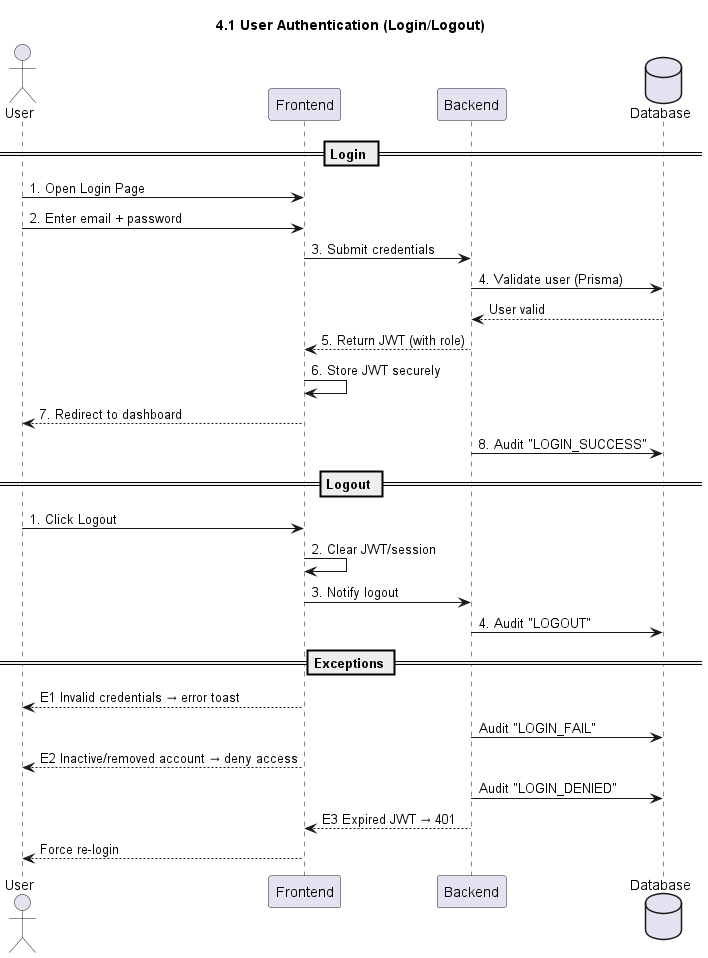 4.1 User Authentication (Login/Logout)
User
Frontend
Backend
Database
Login
1. Open Login Page
2. Enter email + password
3. Submit credentials
4. Validate user (Prisma)
User valid
5. Return JWT (with role)
6. Store JWT securely
7. Redirect to dashboard
8. Audit "LOGIN_SUCCESS"
Logout
1. Click Logout
2. Clear JWT/session
3. Notify logout
4. Audit "LOGOUT"
Exceptions
E1 Invalid credentials → error toast
Audit "LOGIN_FAIL"
E2 Inactive/removed account → deny access
Audit "LOGIN_DENIED"
E3 Expired JWT → 401
Force re-login
User
Frontend
Backend
Database